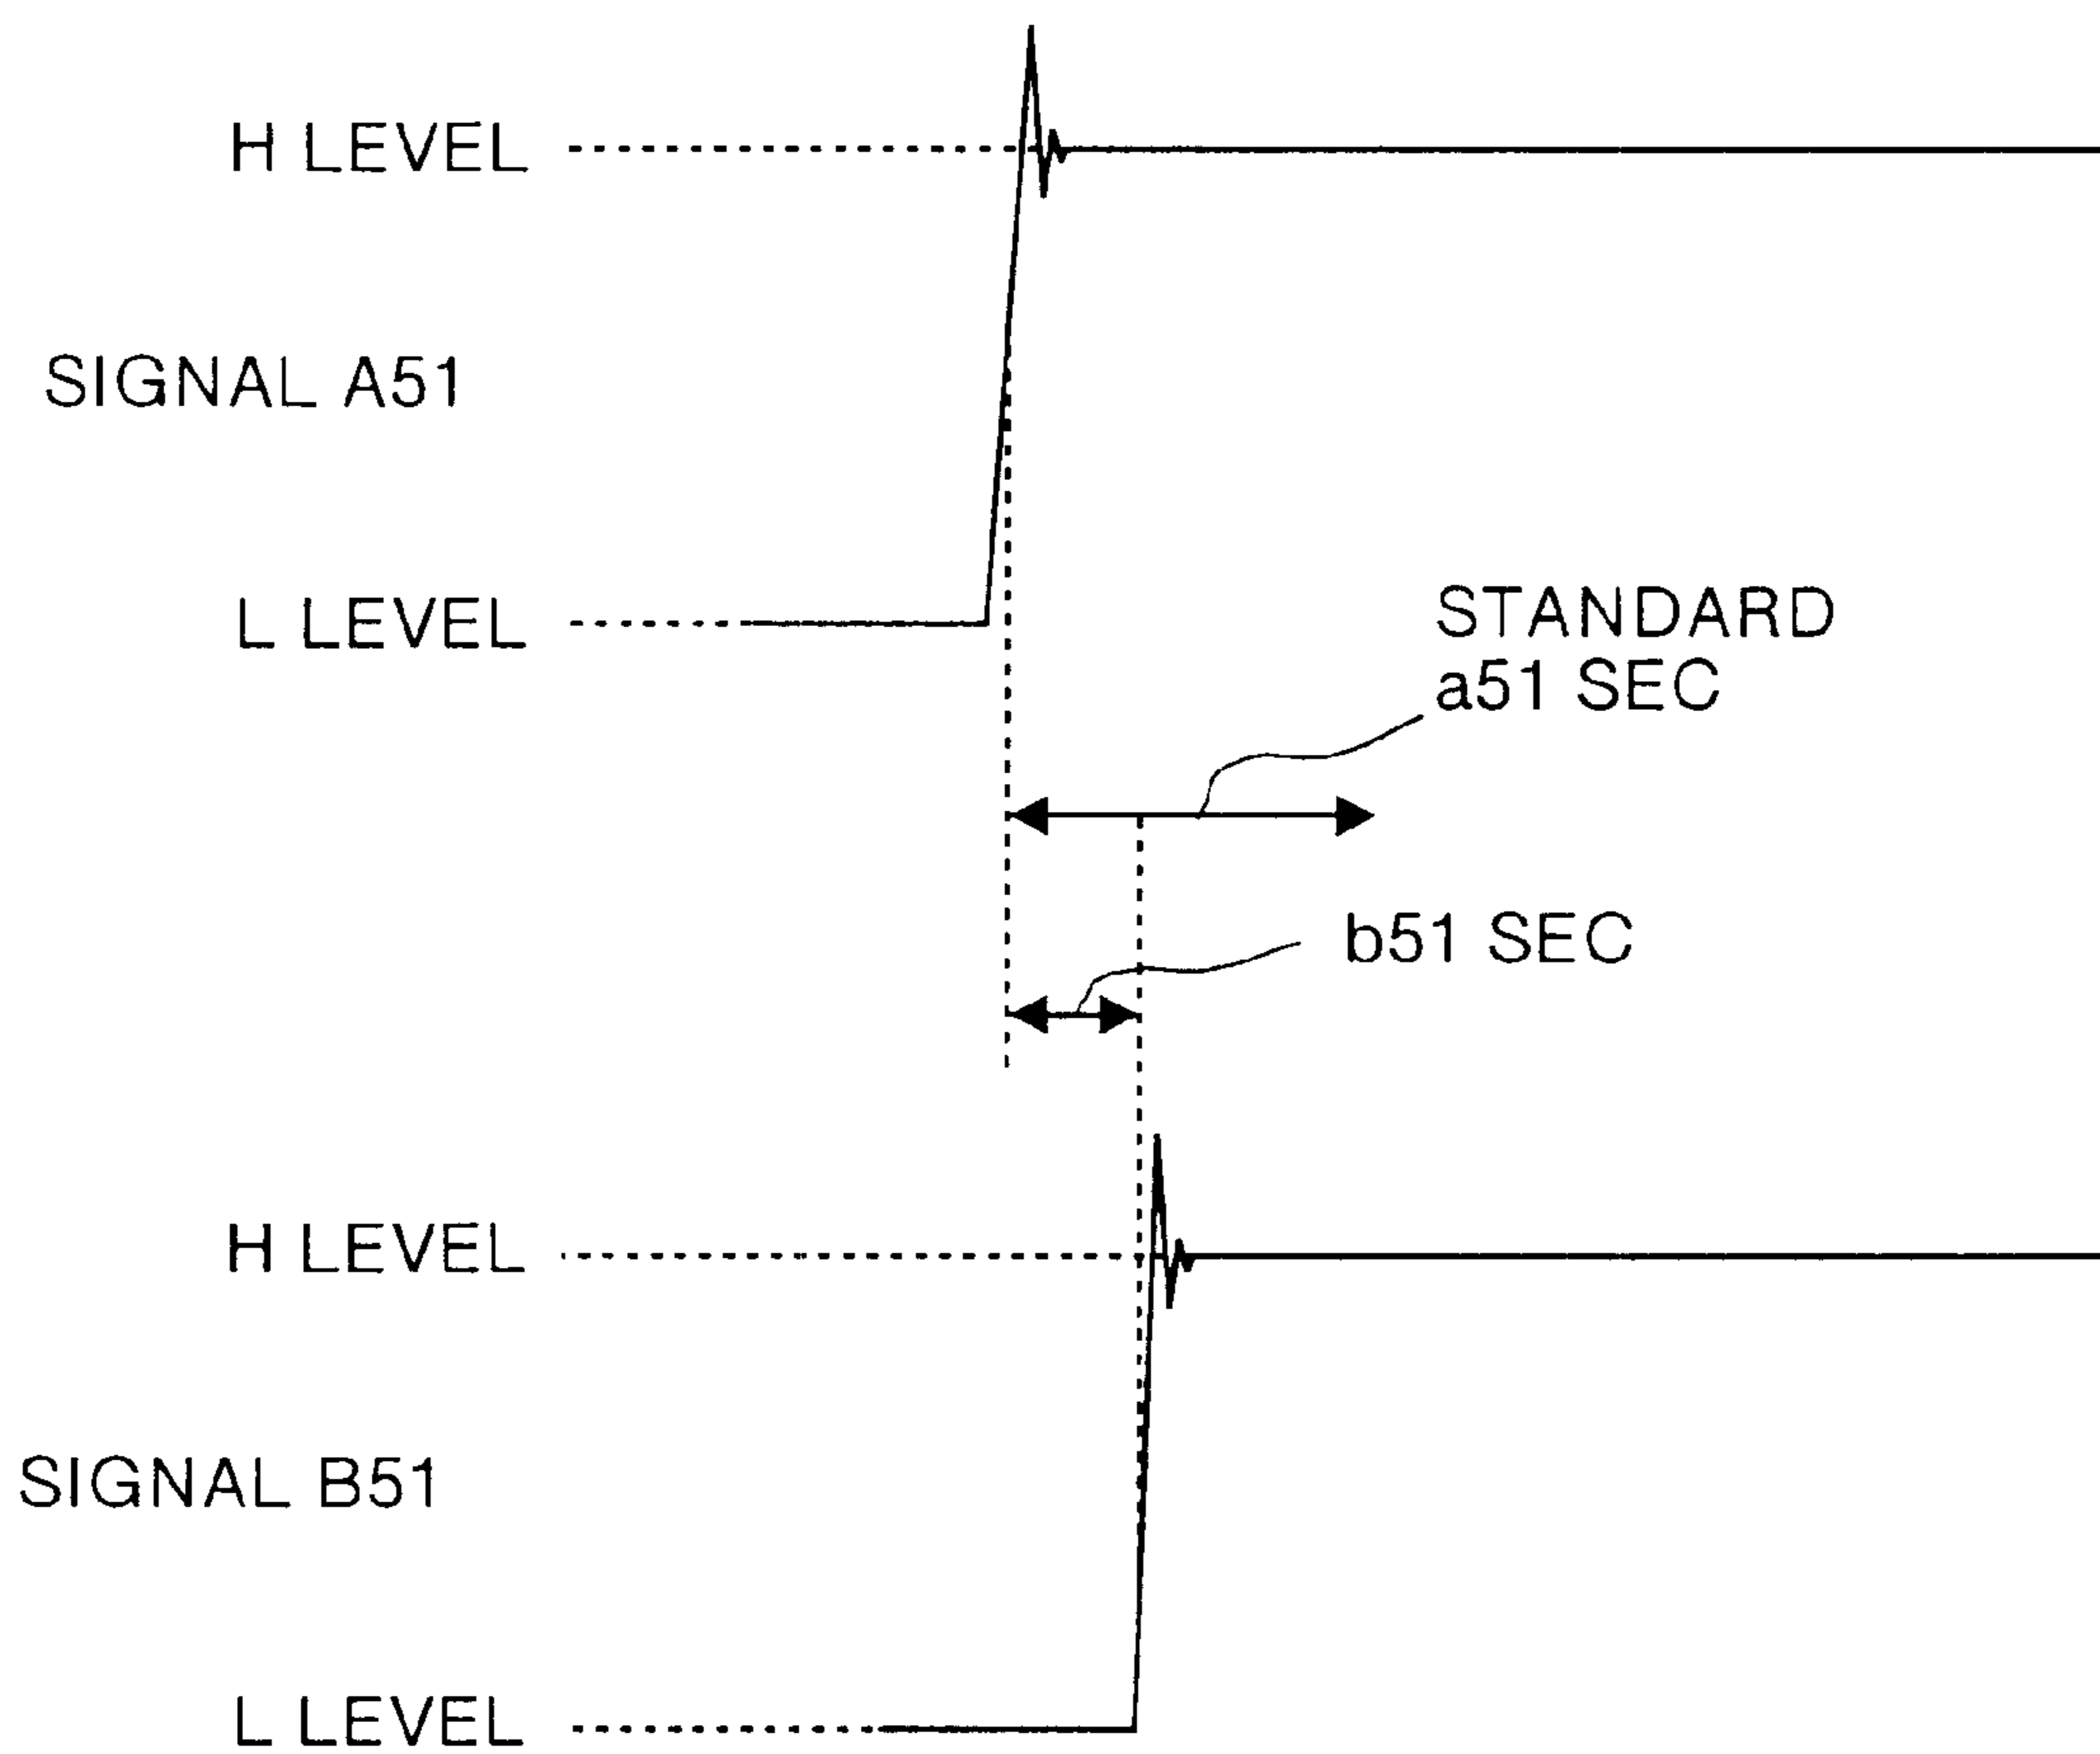 H LEVEL
SIGNAL A51
L LEVEL
STANDARD
a51 SEC
b51 SEC
H LEVEL
SIGNAL B51
L LEVEL